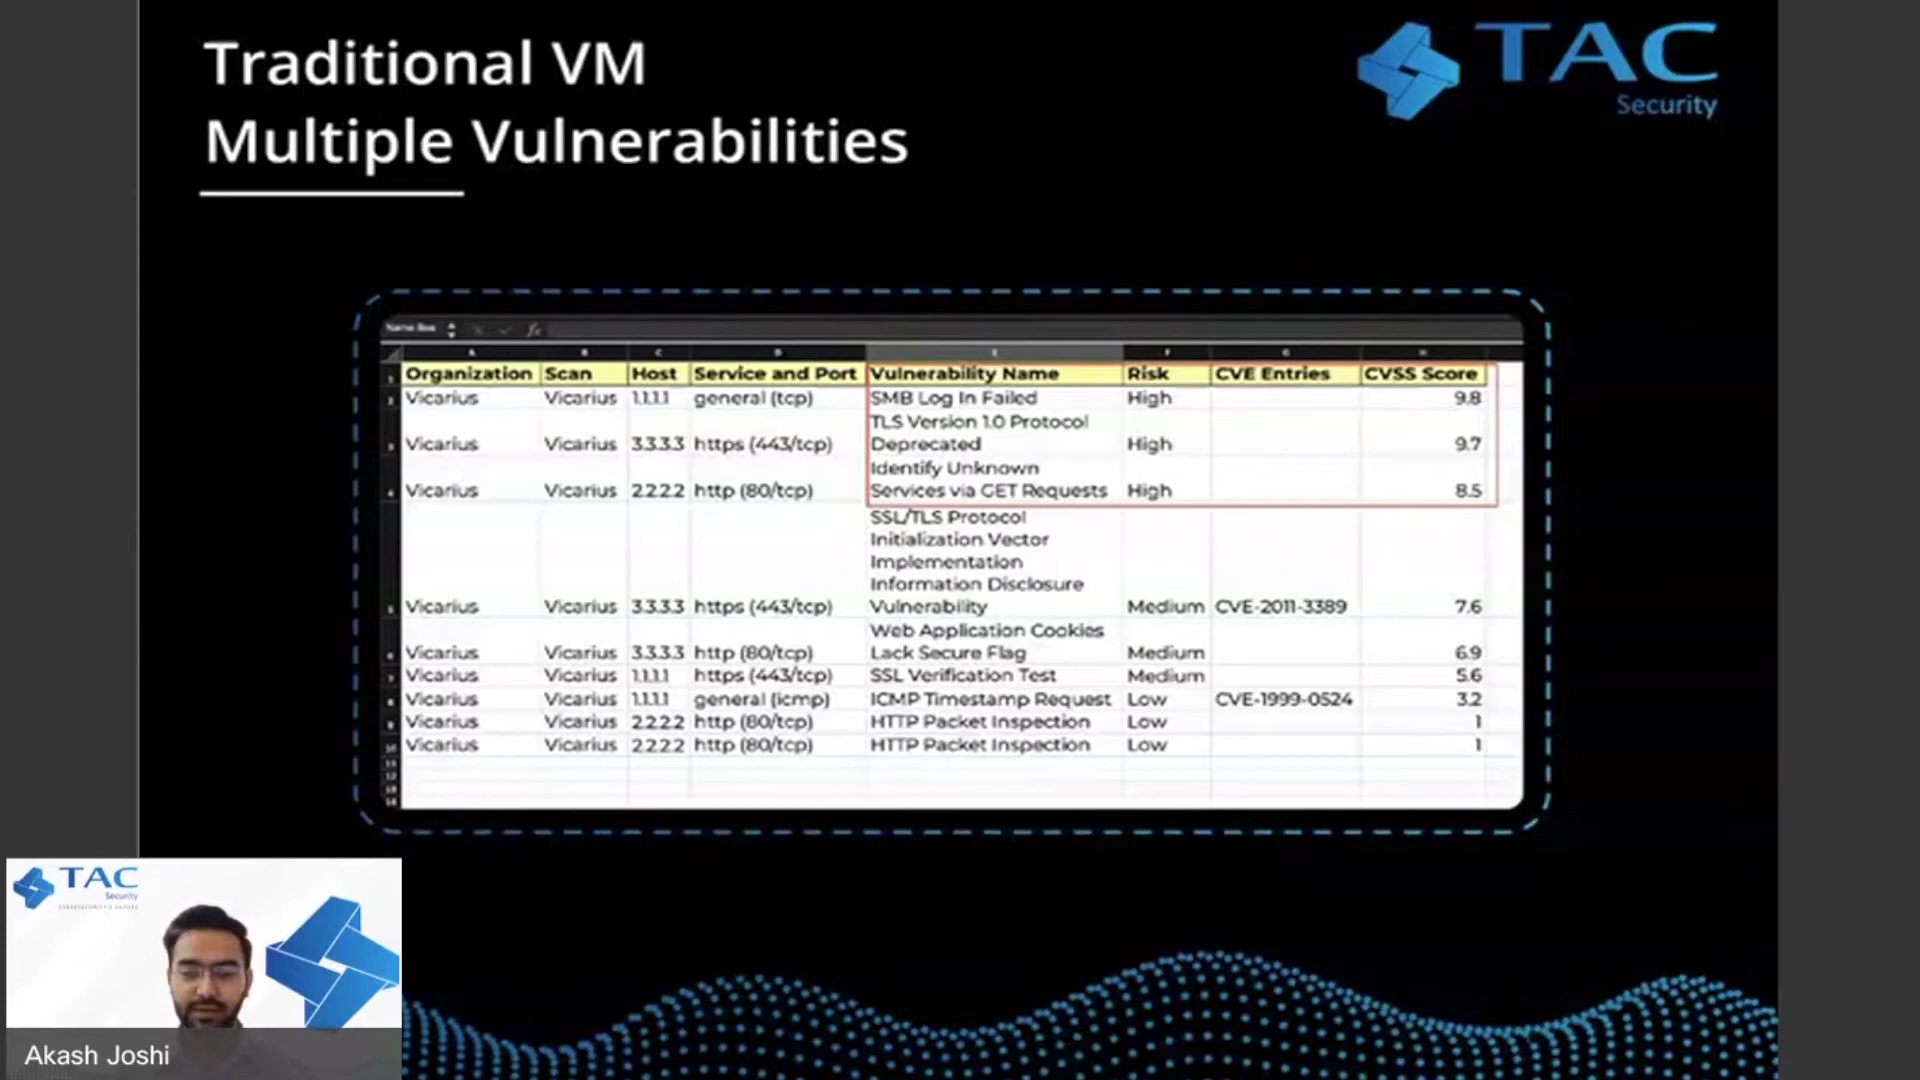 Traditional VM
Multiple Vulnerabilities
TAC
Security
Name Box
fx
Organization Scan Host Service and Port Vulnerability Name Risk CVE Entries CVSS Score
Vicarius Vicarius 1.1.1.1 general (tcp) SMB Log In Failed High 9.8
TLS Version 1.0 Protocol
Vicarius Vicarius 3.3.3.3 https (443/tcp) Deprecated High 9.7
Identify Unknown
Vicarius Vicarius 2.2.2.2 http (80/tcp) Services via GET Requests High 8.5
SSL/TLS Protocol
Initialization Vector
Implementation
Information Disclosure
Vicarius Vicarius 3.3.3.3 https (443/tcp) Vulnerability Medium CVE-2011-3389 7.6
Web Application Cookies
Vicarius Vicarius 3.3.3.3 http (80/tcp) Lack Secure Flag Medium 6.9
Vicarius Vicarius 1.1.1.1 https (443/tcp) SSL Verification Test Medium 5.6
Vicarius Vicarius 1.1.1.1 general (icmp) ICMP Timestamp Request Low CVE-1999-0524 3.2
Vicarius Vicarius 2.2.2.2 http (80/tcp) HTTP Packet Inspection Low 1
Vicarius Vicarius 2.2.2.2 http (80/tcp) HTTP Packet Inspection Low 1
TAC
Security
Akash Joshi